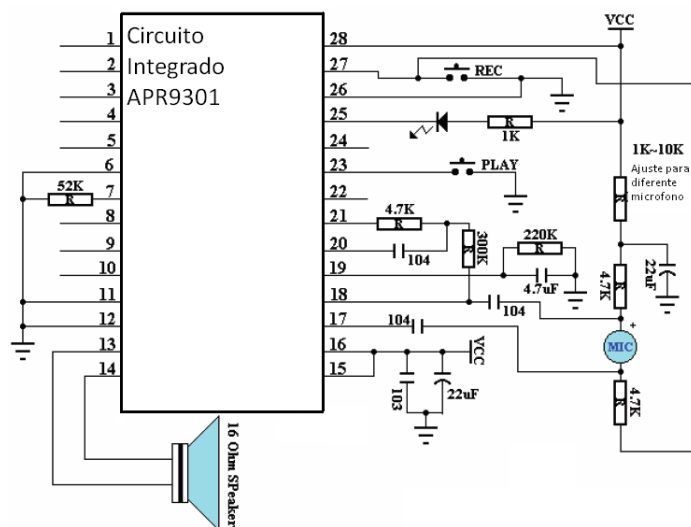 Circuito
Integrado
APR9301
1
2
3
4
5
6
7
8
9
10
11
12
13
14
28
27
26
25
24
23
22
21
20
19
18
17
16
15
VCC
REC
R
1K
PLAY
1K~10K
Ajuste para
diferente
microfono
R
52K
R
4.7K
R
104
300K
R
220K
R
4.7uF
104
104
4.7K
R
22uF
+
MIC
4.7K
R
VCC
103
22uF
16 Ohm SPeaker